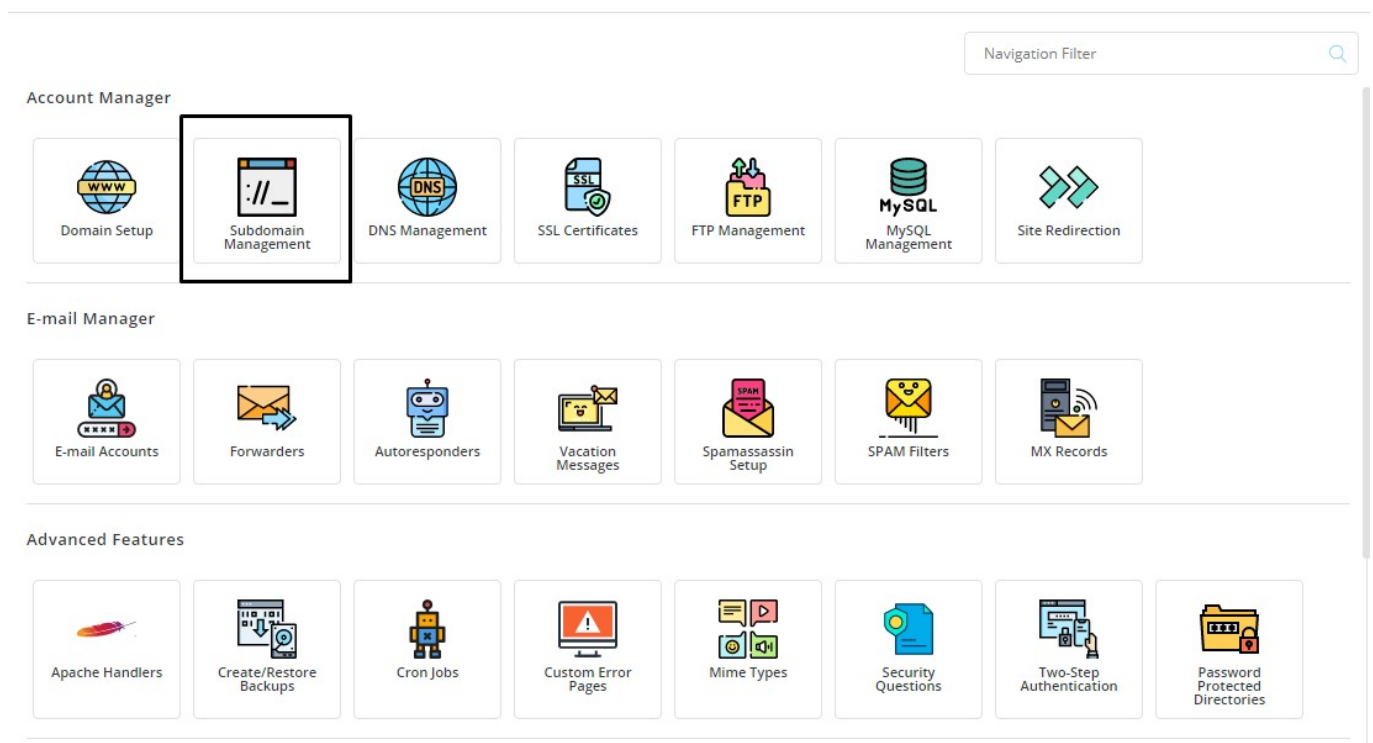 Navigation Filter
Account Manager
WWW
://_
DNS
SSL
FTP
MySQL
Domain Setup
Subdomain
Management
DNS Management
SSL Certificates
FTP Management
MySQL
Management
Site Redirection
E-mail Manager
xxxx
SPAM
E-mail Accounts
Forwarders
Autoresponders
Vacation
Messages
Spamassassin
Setup
SPAM Filters
MX Records
Advanced Features
Apache Handlers
Create/Restore
Backups
Cron Jobs
Custom Error
Pages
Mime Types
Security
Questions
Two-Step
Authentication
Password
Protected
Directories